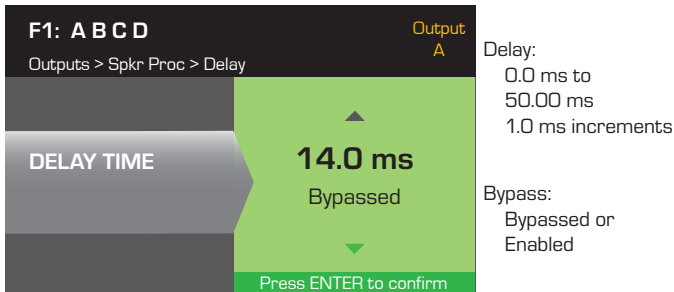 F1: A B C D
Output
A
Outputs > Spkr Proc > Delay
DELAY TIME
14.0 ms
Bypassed
Press ENTER to confirm
Delay:
0.0 ms to
50.00 ms
1.0 ms increments
Bypass:
Bypassed or
Enabled